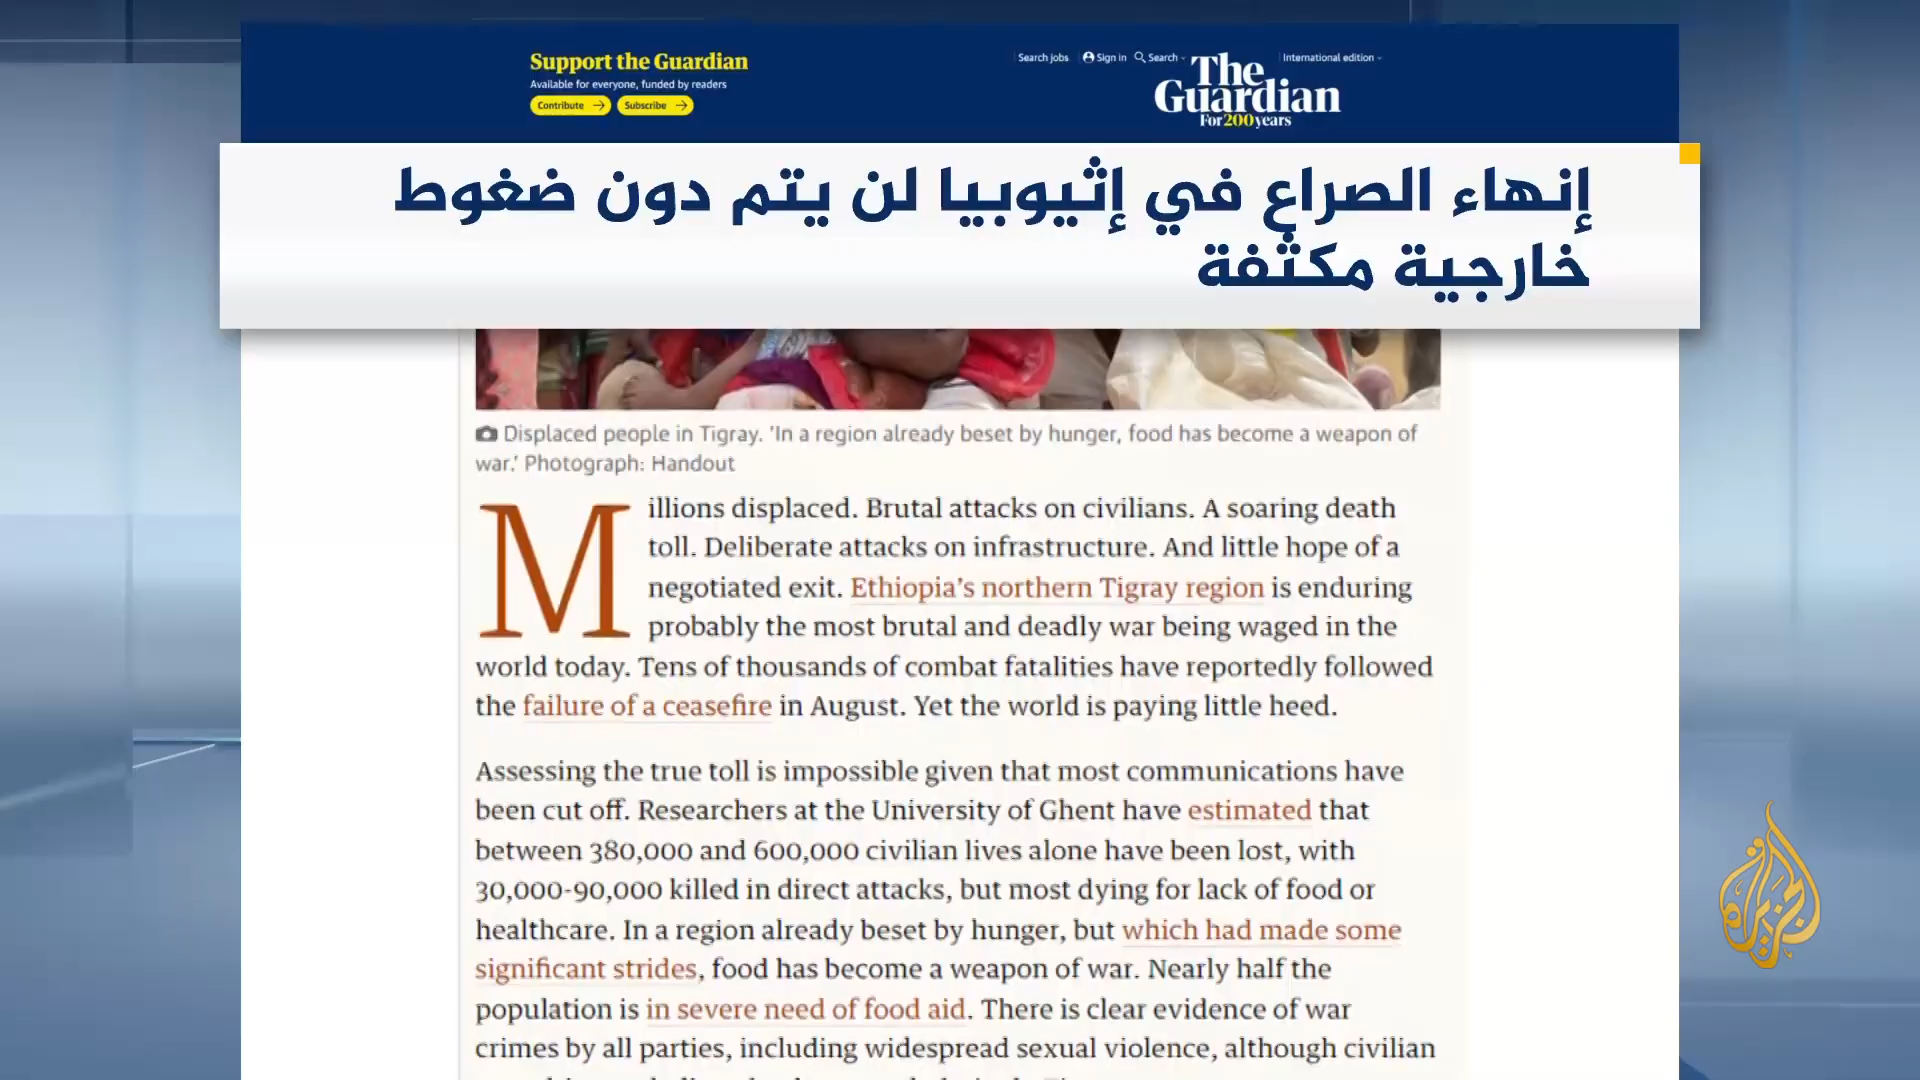 Support the Guardian
Available for everyone, funded by readers
Contribute
Subscribe
Search jobs
Sign in
Search
International edition
The
Guardian
For 200 years
إنهاء الصراع في إثيوبيا لن يتم دون ضغوط
خارجية مكثفة
Displaced people in Tigray. 'In a region already beset by hunger, food has become a weapon of
war.' Photograph: Handout
Millions displaced. Brutal attacks on civilians. A soaring death
toll. Deliberate attacks on infrastructure. And little hope of a
negotiated exit. Ethiopia's northern Tigray region is enduring
probably the most brutal and deadly war being waged in the
world today. Tens of thousands of combat fatalities have reportedly followed
the failure of a ceasefire in August. Yet the world is paying little heed.
Assessing the true toll is impossible given that most communications have
been cut off. Researchers at the University of Ghent have estimated that
between 380,000 and 600,000 civilian lives alone have been lost, with
30,000-90,000 killed in direct attacks, but most dying for lack of food or
healthcare. In a region already beset by hunger, but which had made some
significant strides, food has become a weapon of war. Nearly half the
population is in severe need of food aid. There is clear evidence of war
crimes by all parties, including widespread sexual violence, although civilian
الجزيرة